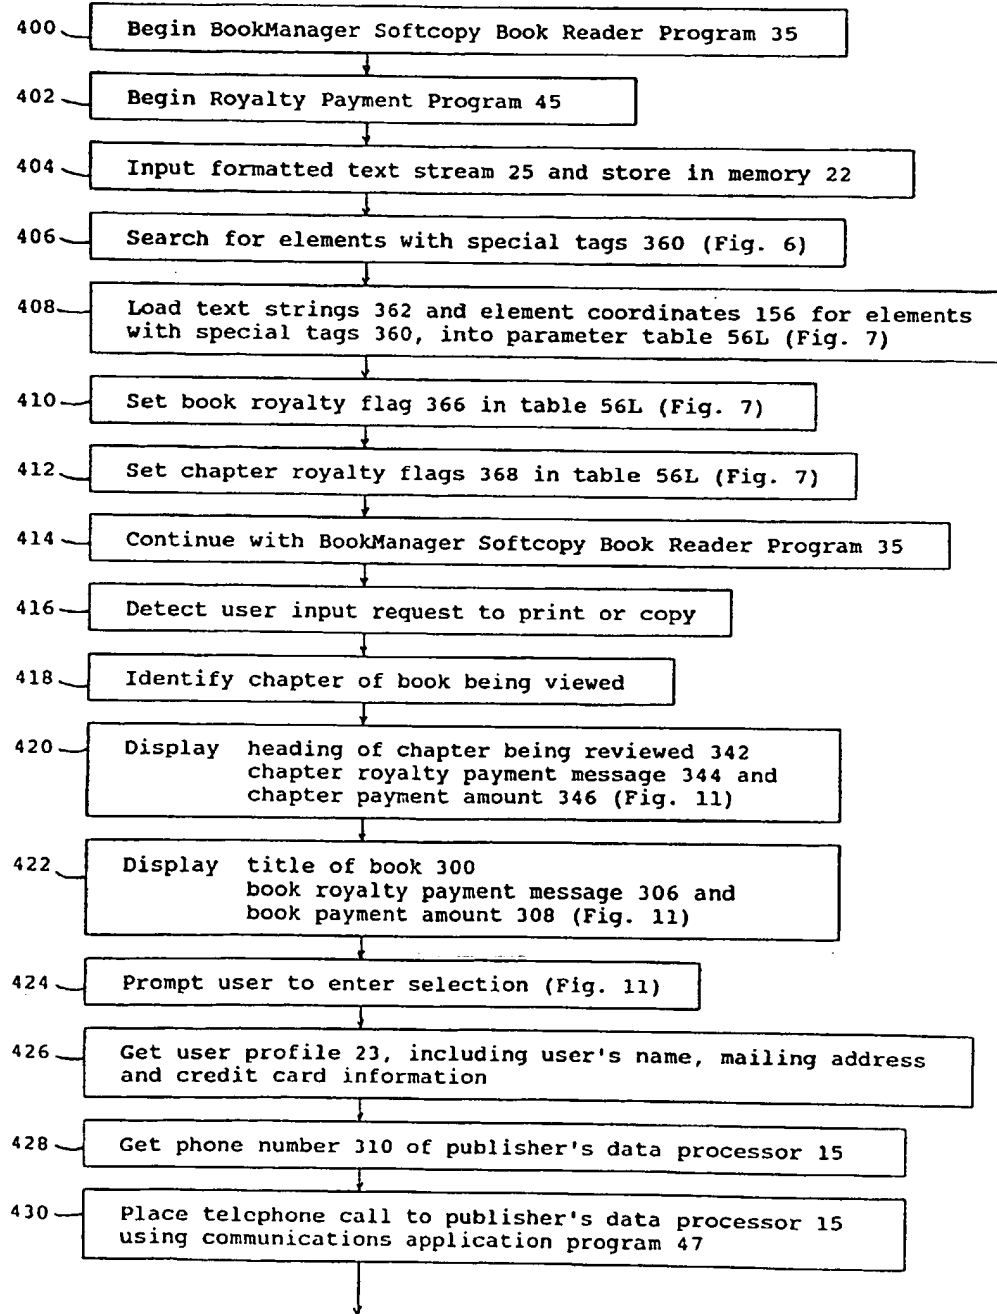 400 Begin BookManager Softcopy Book Reader Program 35
402 Begin Royalty Payment Program 45
404 Input formatted text stream 25 and store in memory 22
406 Search for elements with special tags 360 (Fig. 6)
408 Load text strings 362 and element coordinates 156 for elements
with special tags 360, into parameter table 56L (Fig. 7)
410 Set book royalty flag 366 in table 56L (Fig. 7)
412 Set chapter royalty flags 368 in table 56L (Fig. 7)
414 Continue with BookManager Softcopy Book Reader Program 35
416 Detect user input request to print or copy
418 Identify chapter of book being viewed
420 Display heading of chapter being reviewed 342
chapter royalty payment message 344 and
chapter payment amount 346 (Fig. 11)
422 Display title of book 300
book royalty payment message 306 and
book payment amount 308 (Fig. 11)
424 Prompt user to enter selection (Fig. 11)
426 Get user profile 23, including user's name, mailing address
and credit card information
428 Get phone number 310 of publisher's data processor 15
430 Place telephone call to publisher's data processor 15
using communications application program 47